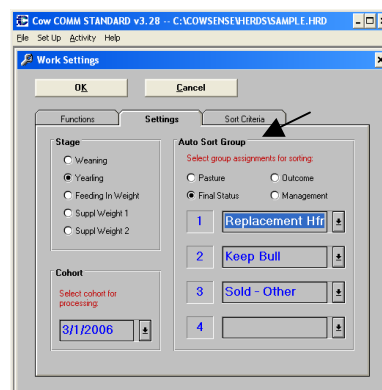 Cow COMM STANDARD v3.28 -- C:\COWSENSE\HERDS\SAMPLE.HRD
File Set Up Activity Help
Work Settings
OK Cancel
Functions Settings Sort Criteria
Stage
Weaning
Yearling
Feeding In Weight
Suppl Weight 1
Suppl Weight 2
Cohort
Select cohort for
processing:
3/1/2006
Auto Sort Group
Select group assignments for sorting:
Pasture Outcome
Final Status Management
1 Replacement Hfr
2 Keep Bull
3 Sold - Other
4